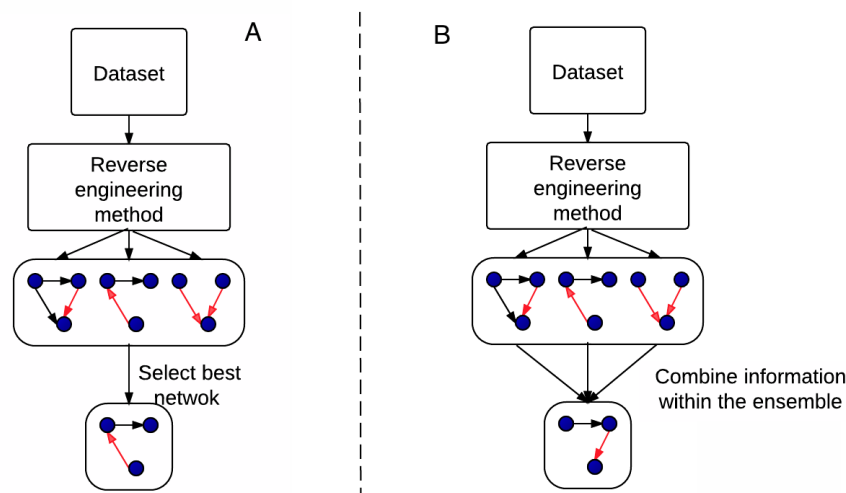 A
Dataset
Reverse
engineering
method
Select best
netwok
B
Dataset
Reverse
engineering
method
Combine information
within the ensemble